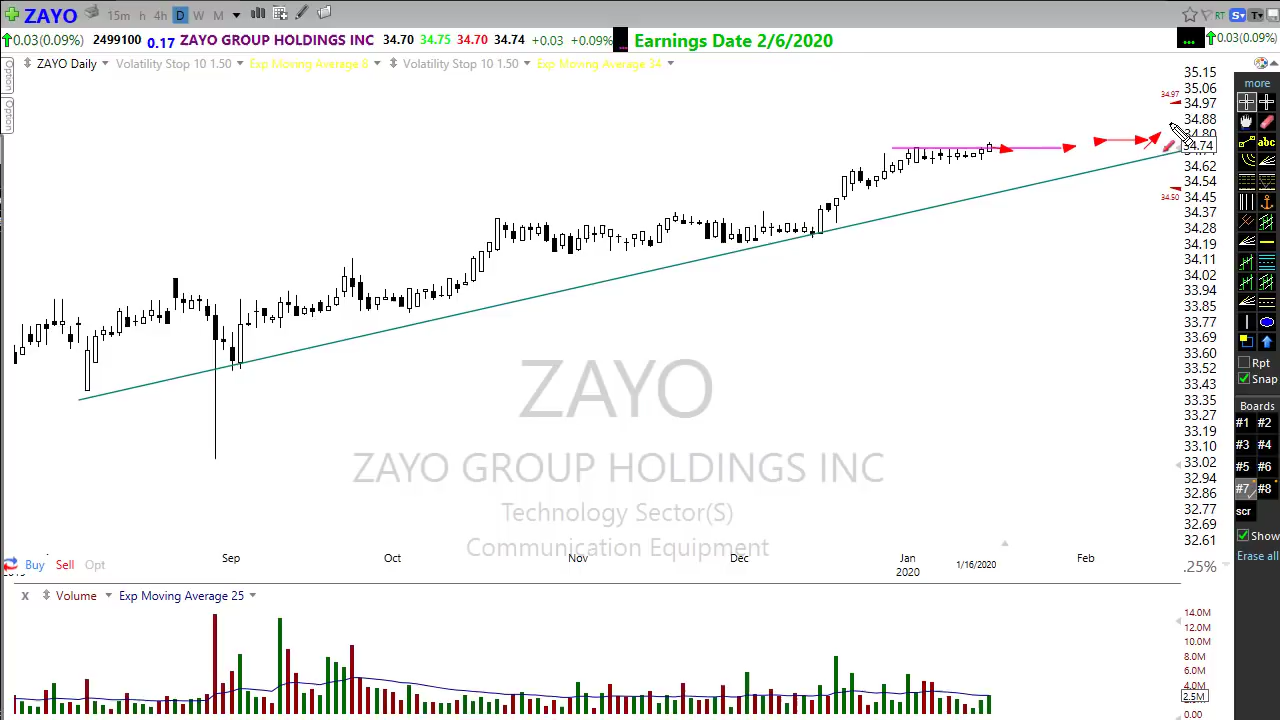 ZAYO 15m h 4h D W M RT S T
0.03(0.09%) 2499100 0.17 ZAYO GROUP HOLDINGS INC 34.70 34.75 34.70 34.74 +0.03 +0.09% ... Earnings Date 2/6/2020 ... 0.03(0.09%)
ZAYO Daily Volatility Stop 10 1.50 Exp Moving Average 8 Volatility Stop 10 1.50 Exp Moving Average 34
Option
Option
35.15
35.06
34.97
34.97
34.88
34.80
34.74
34.62
34.54
34.50
34.45
34.37
34.28
34.19
34.11
34.02
33.94
33.85
33.77
33.69
33.60
33.52
33.43
33.35
33.27
33.19
33.10
33.02
32.94
32.86
32.77
32.69
32.61
more
abc
Rpt
Snap
Boards
#1 #2
#3 #4
#5 #6
#7 #8
scr
Show
Erase all
ZAYO
ZAYO GROUP HOLDINGS INC
Technology Sector(S)
Communication Equipment
Sep Oct Nov Dec Jan Feb
2020 1/16/2020
Buy Sell Opt .25%
x Volume Exp Moving Average 25
14.0M
12.0M
10.0M
8.0M
6.0M
4.0M
2.5M
0.00